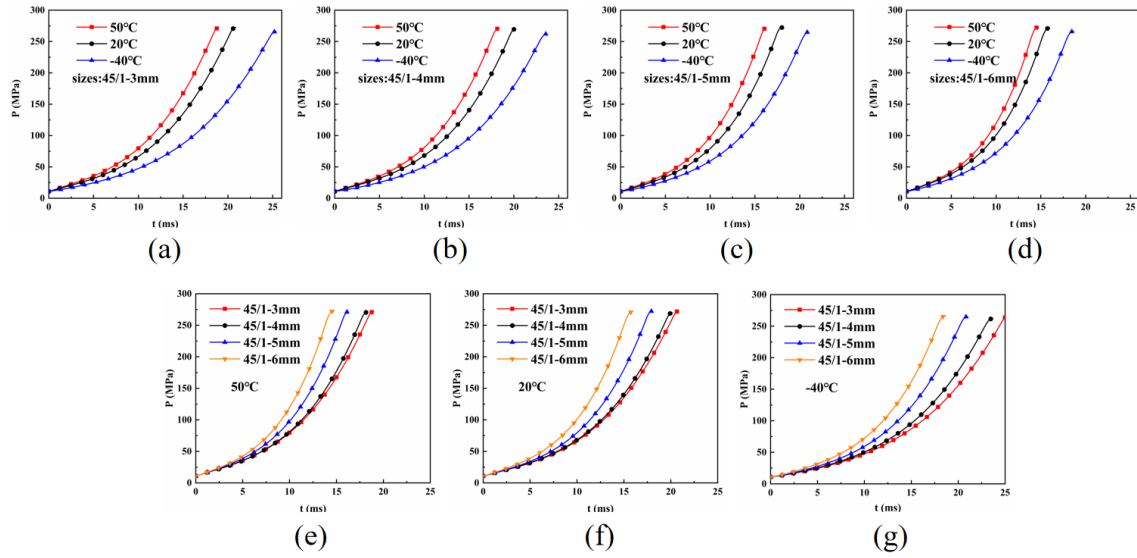 300
250
200
150
100
50
0
P (MPa)
50℃
20℃
-40℃
sizes:45/1-3mm
0 5 10 15 20 25
t (ms)
(a)
300
250
200
150
100
50
0
P (MPa)
50℃
20℃
-40℃
sizes:45/1-4mm
0 5 10 15 20 25
t (ms)
(b)
300
250
200
150
100
50
0
P (MPa)
50℃
20℃
-40℃
sizes:45/1-5mm
0 5 10 15 20 25
t (ms)
(c)
300
250
200
150
100
50
0
P (MPa)
50℃
20℃
-40℃
sizes:45/1-6mm
0 5 10 15 20 25
t (ms)
(d)
300
250
200
150
100
50
0
P (MPa)
45/1-3mm
45/1-4mm
45/1-5mm
45/1-6mm
50℃
0 5 10 15 20 25
t (ms)
(e)
300
250
200
150
100
50
0
P (MPa)
45/1-3mm
45/1-4mm
45/1-5mm
45/1-6mm
20℃
0 5 10 15 20 25
t (ms)
(f)
300
250
200
150
100
50
0
P (MPa)
45/1-3mm
45/1-4mm
45/1-5mm
45/1-6mm
-40℃
0 5 10 15 20 25
t (ms)
(g)